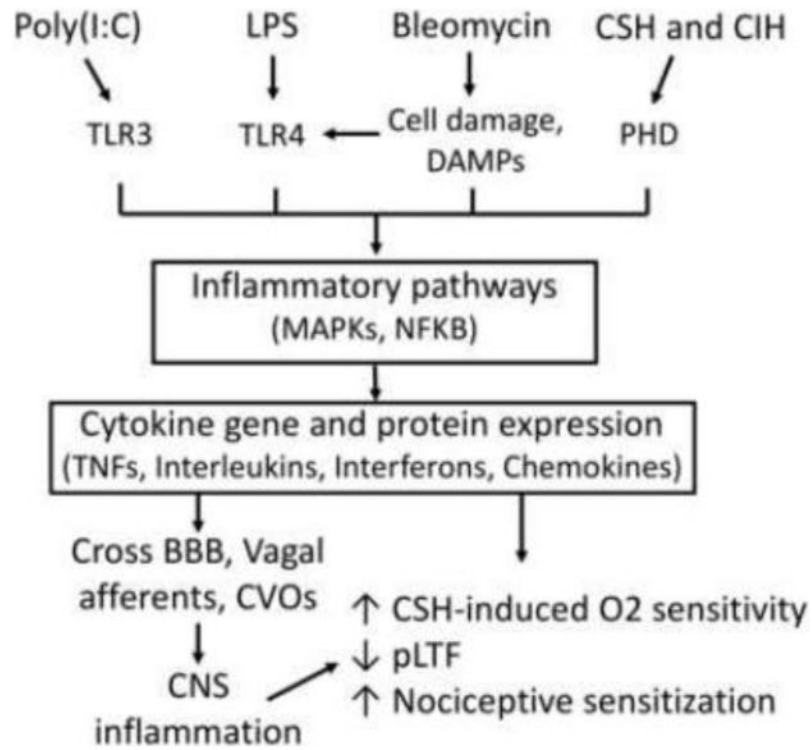 Poly(I:C) LPS Bleomycin CSH and CIH
TLR3 TLR4 Cell damage, DAMPs PHD
Inflammatory pathways
(MAPKs, NFKB)
Cytokine gene and protein expression
(TNFs, Interleukins, Interferons, Chemokines)
Cross BBB, Vagal
afferents, CVOs
CNS
inflammation
↑ CSH-induced O2 sensitivity
↓ pLTF
↑ Nociceptive sensitization